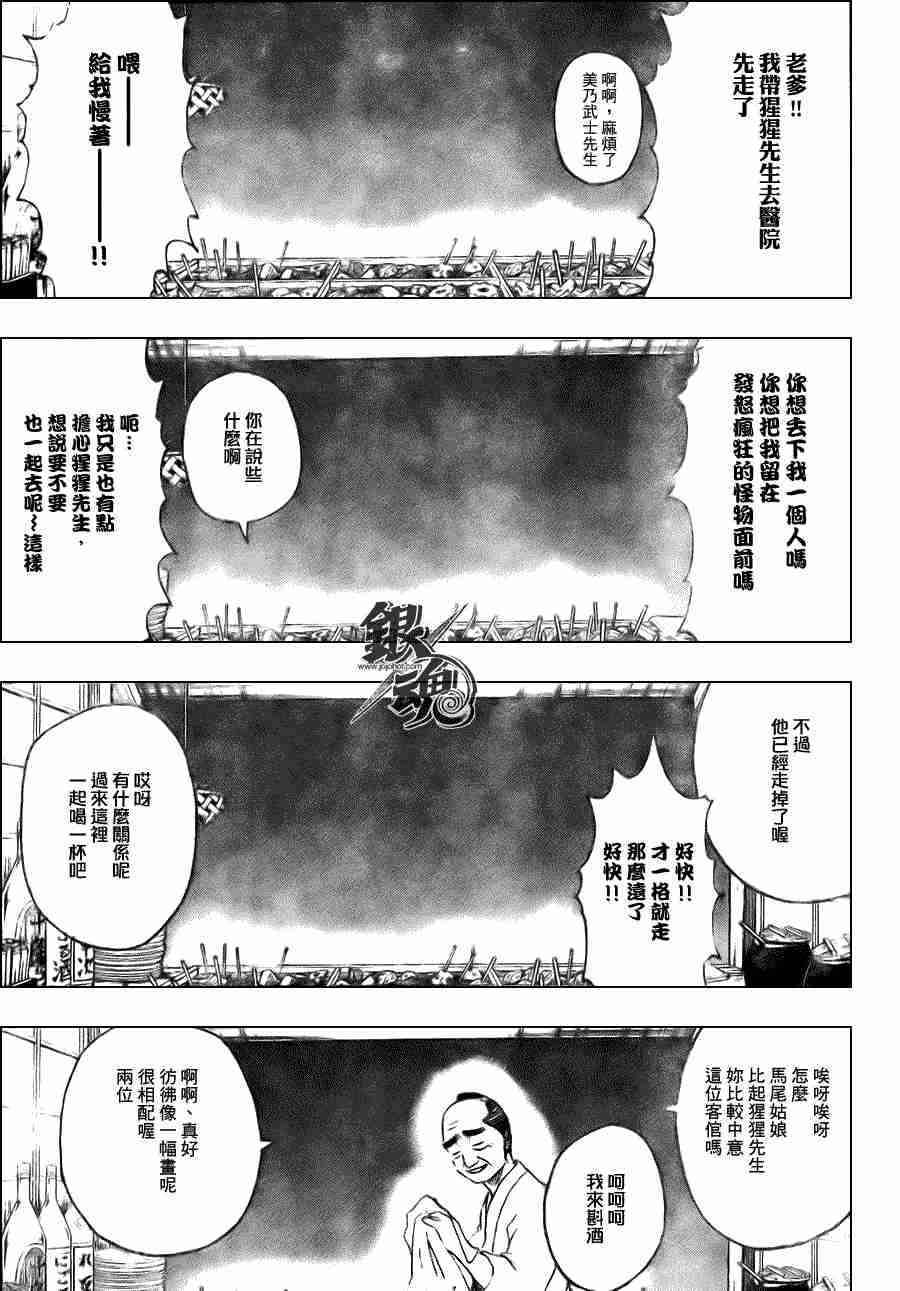 老爹!!
我帶猩猩先生去醫院
先走了
啊啊，麻煩了
美乃武士先生
喂——
給我慢著——!!
你想丟下我一個人嗎
你想把我留在
發怒瘋狂的怪物面前嗎
你在說些
什麼啊
呃…
我只是也有點
擔心猩猩先生，
想說要不要
也一起去呢~這樣
銀魂
www.jojohot.com
不過
他已經走掉了喔
好快!!
才一格就走
那麼遠了
好快!!
哎呀
有什麼關係呢
過來這裡
一起喝一杯吧
酒
唉呀唉呀
怎麼
馬尾姑娘
比起猩猩先生
妳比較中意
這位客倌嗎
呵呵呵
我來斟酒
啊啊、真好
彷彿像一幅畫呢
很相配喔
兩位